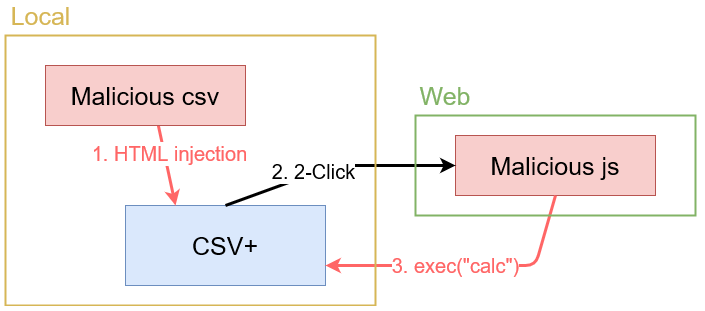 Local
Malicious csv
1. HTML injection
Web
2. 2-Click
Malicious js
CSV+
3. exec("calc")